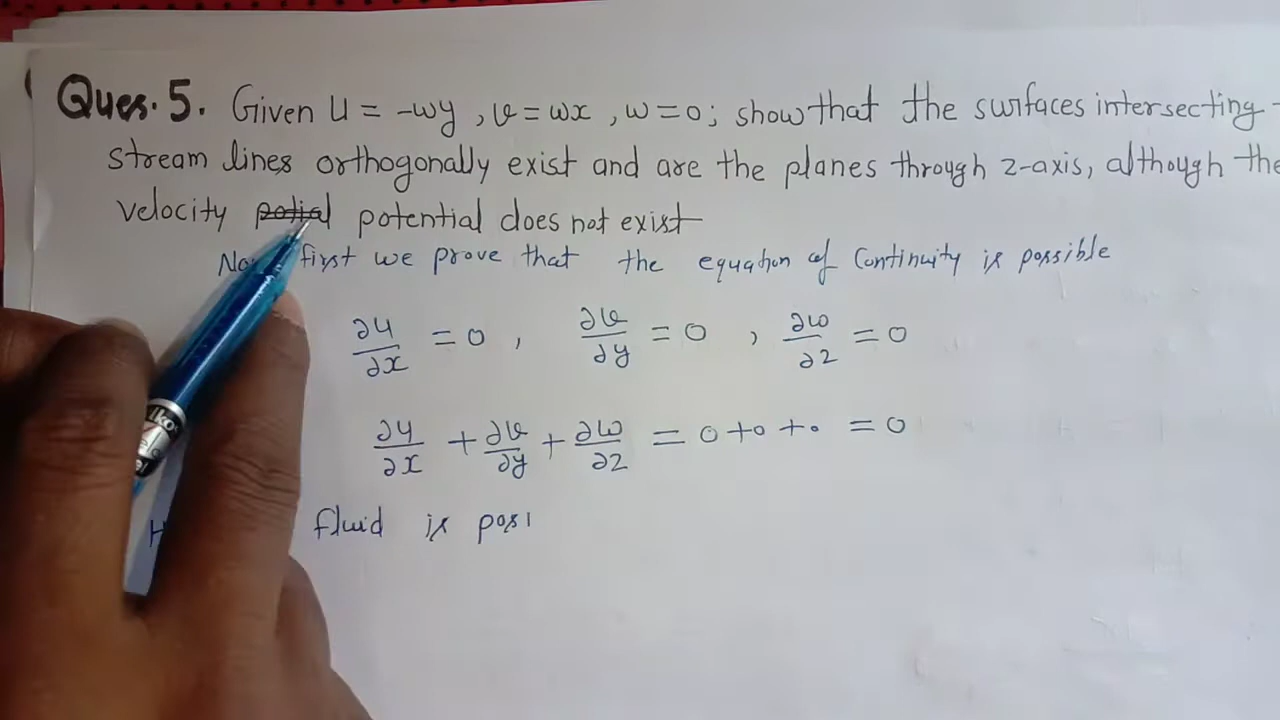 Ques. 5. Given u = -wy , v = wx , w = 0 ; show that the surfaces intersecting
stream lines orthogonally exist and are the planes through z-axis, although the
velocity potential does not exist
first we prove that the equation of Continuity is possible
∂u/∂x = 0 , ∂v/∂y = 0 , ∂w/∂z = 0
∂u/∂x + ∂v/∂y + ∂w/∂z = 0 + 0 + 0 = 0
fluid is posi